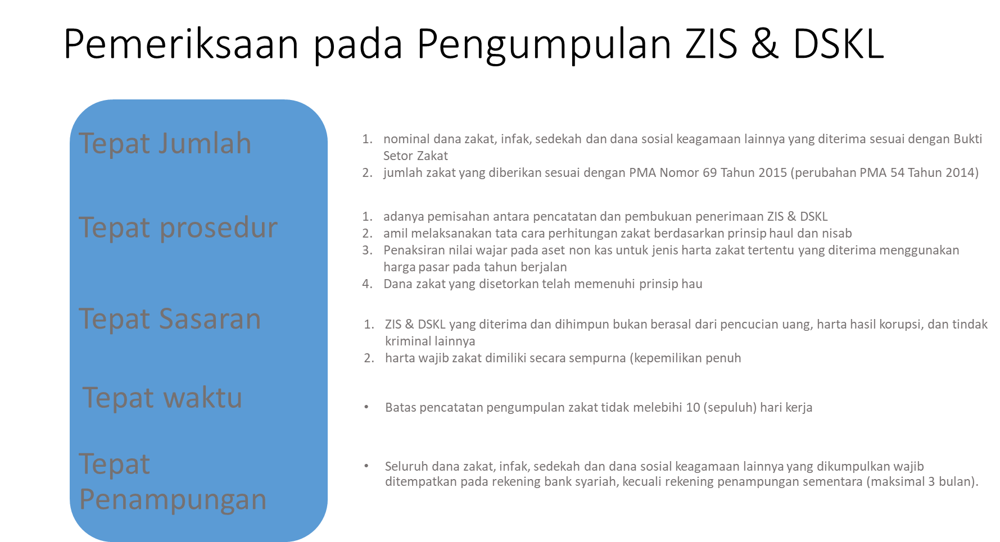 Pemeriksaan pada Pengumpulan ZIS & DSKL
Tepat Jumlah
1. nominal dana zakat, infak, sedekah dan dana sosial keagamaan lainnya yang diterima sesuai dengan Bukti
Setor Zakat
2. jumlah zakat yang diberikan sesuai dengan PMA Nomor 69 Tahun 2015 (perubahan PMA 54 Tahun 2014)
Tepat prosedur
1. adanya pemisahan antara pencatatan dan pembukuan penerimaan ZIS & DSKL
2. amil melaksanakan tata cara perhitungan zakat berdasarkan prinsip haul dan nisab
3. Penaksiran nilai wajar pada aset non kas untuk jenis harta zakat tertentu yang diterima menggunakan
harga pasar pada tahun berjalan
4. Dana zakat yang disetorkan telah memenuhi prinsip hau
Tepat Sasaran
1. ZIS & DSKL yang diterima dan dihimpun bukan berasal dari pencucian uang, harta hasil korupsi, dan tindak
kriminal lainnya
2. harta wajib zakat dimiliki secara sempurna (kepemilikan penuh
Tepat waktu
• Batas pencatatan pengumpulan zakat tidak melebihi 10 (sepuluh) hari kerja
Tepat
Penampungan
• Seluruh dana zakat, infak, sedekah dan dana sosial keagamaan lainnya yang dikumpulkan wajib
ditempatkan pada rekening bank syariah, kecuali rekening penampungan sementara (maksimal 3 bulan).